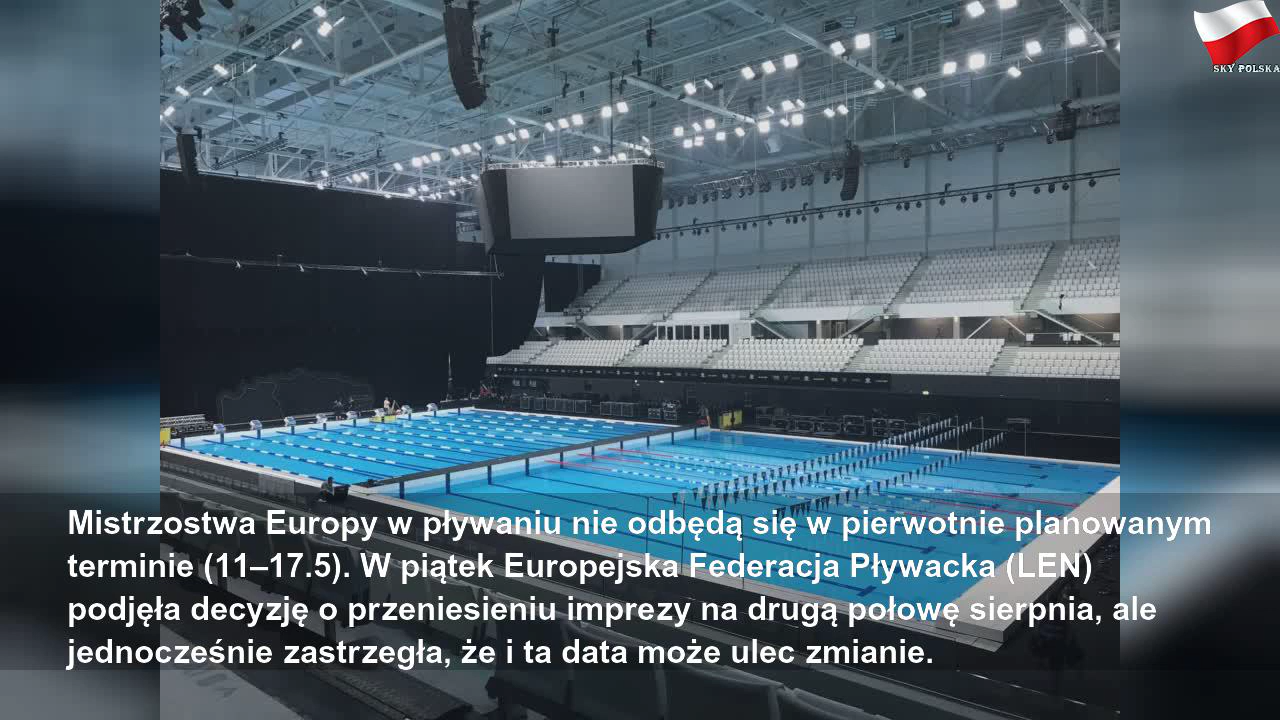 SKY POLSKA
Mistrzostwa Europy w pływaniu nie odbędą się w pierwotnie planowanym
terminie (11–17.5). W piątek Europejska Federacja Pływacka (LEN)
podjęła decyzję o przeniesieniu imprezy na drugą połowę sierpnia, ale
jednocześnie zastrzegła, że i ta data może ulec zmianie.